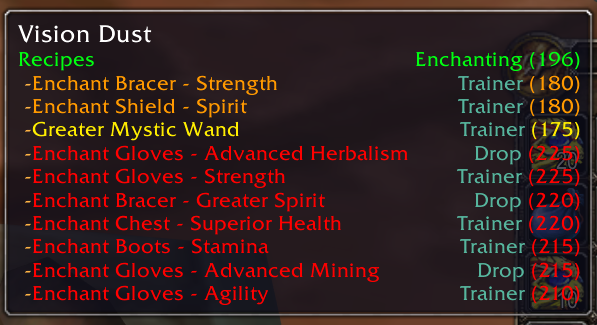 Vision Dust
Recipes Enchanting (196)
-Enchant Bracer - Strength Trainer (180)
-Enchant Shield - Spirit Trainer (180)
-Greater Mystic Wand Trainer (175)
-Enchant Gloves - Advanced Herbalism Drop (225)
-Enchant Gloves - Strength Trainer (225)
-Enchant Bracer - Greater Spirit Drop (220)
-Enchant Chest - Superior Health Trainer (220)
-Enchant Boots - Stamina Trainer (215)
-Enchant Gloves - Advanced Mining Drop (215)
-Enchant Gloves - Agility Trainer (210)